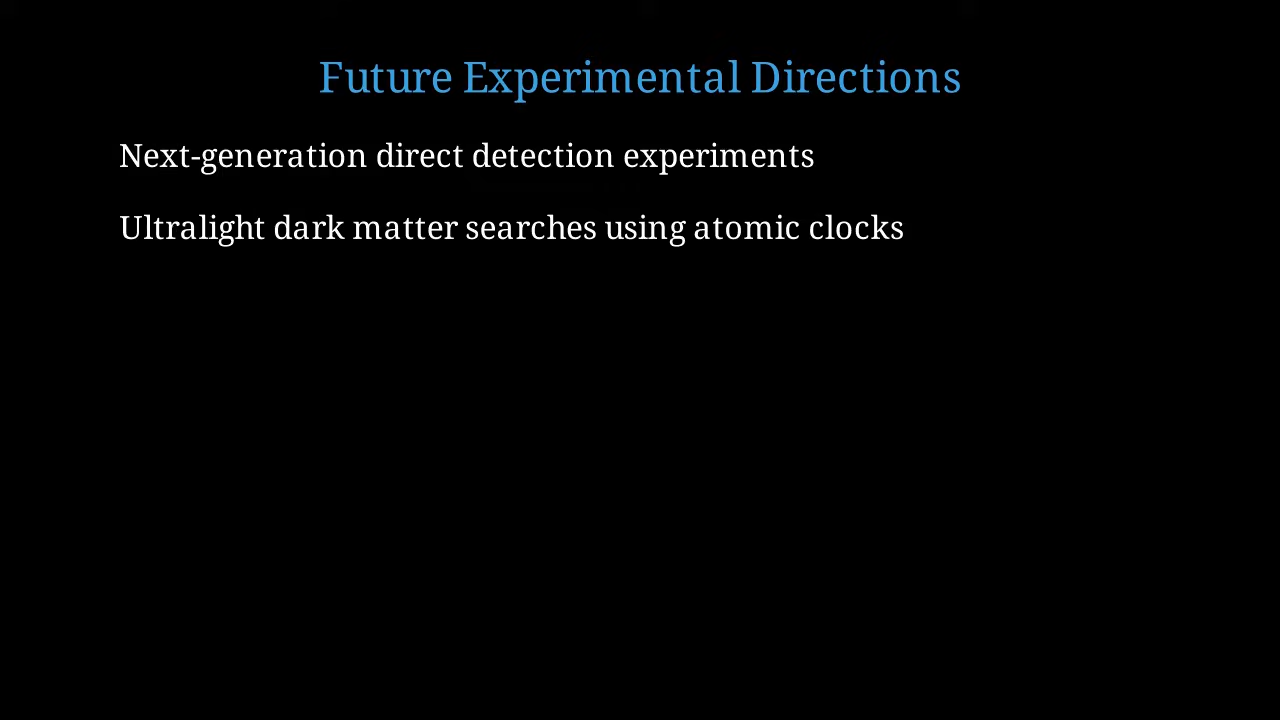 Future Experimental Directions
Next-generation direct detection experiments
Ultralight dark matter searches using atomic clocks